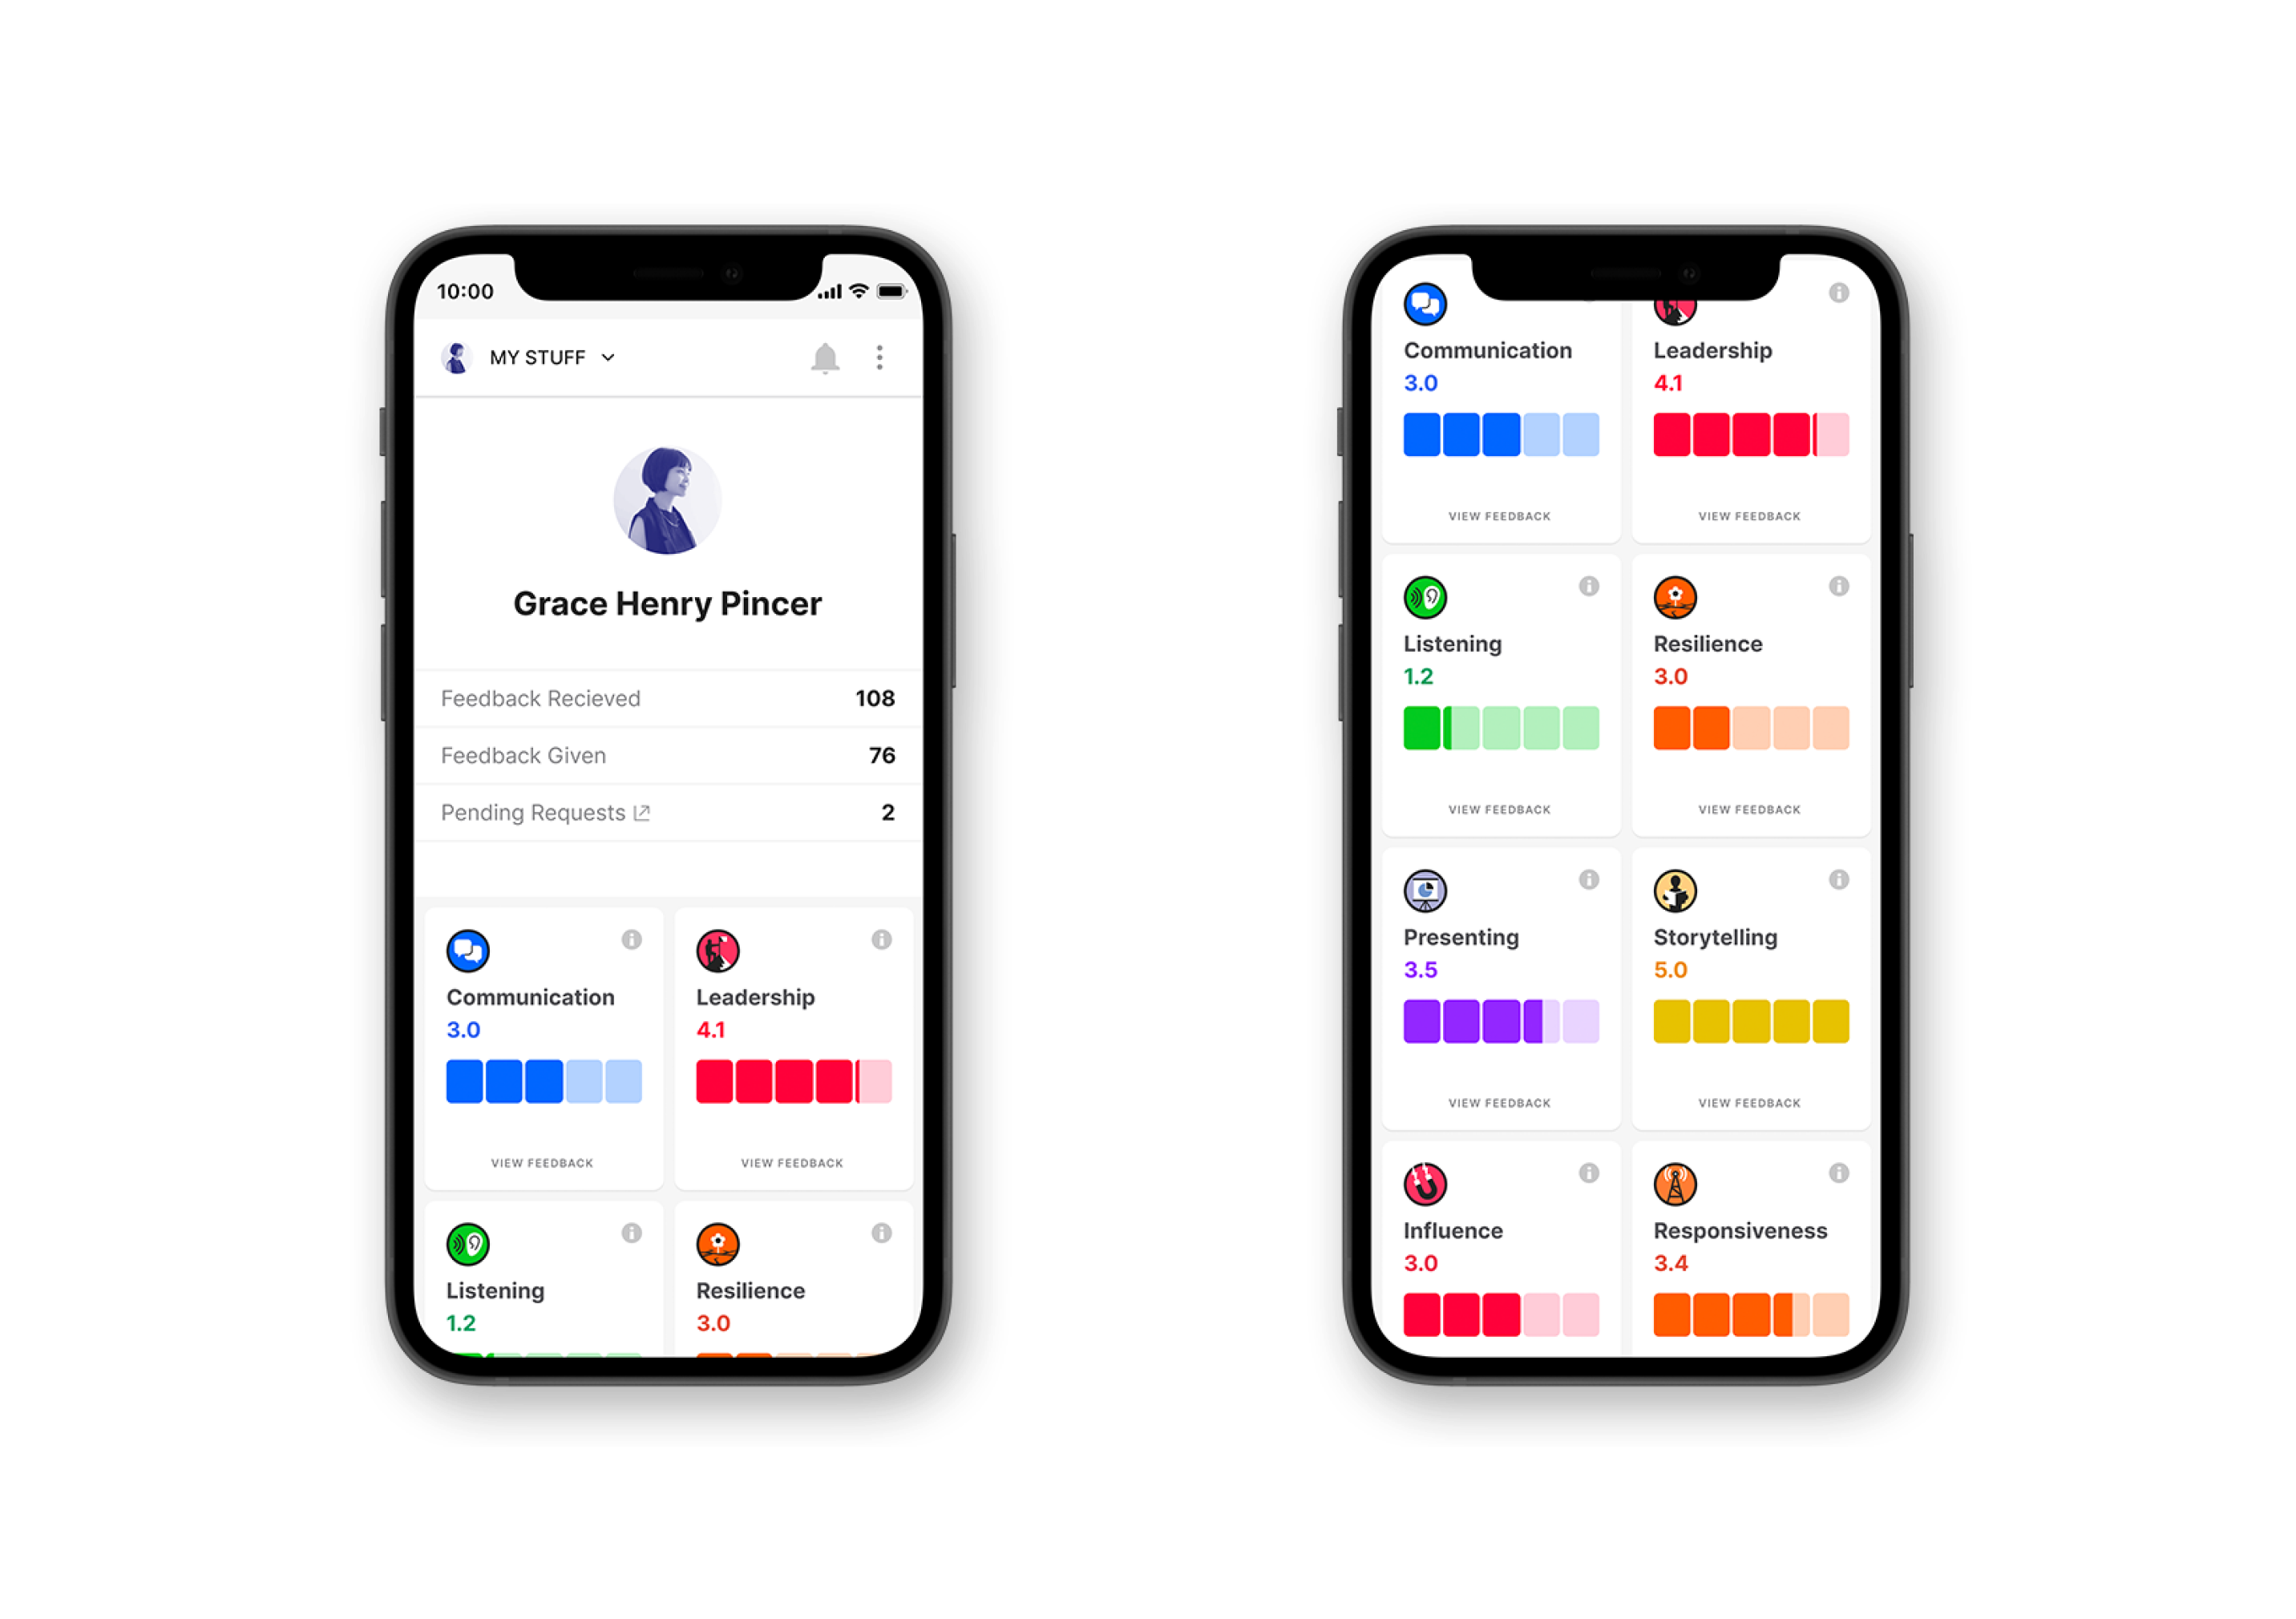 10:00
MY STUFF
Grace Henry Pincer
Feedback Recieved 108
Feedback Given 76
Pending Requests 2
Communication Leadership
3.0 4.1
VIEW FEEDBACK VIEW FEEDBACK
Listening Resilience
1.2 3.0
Communication Leadership
3.0 4.1
VIEW FEEDBACK VIEW FEEDBACK
Listening Resilience
1.2 3.0
VIEW FEEDBACK VIEW FEEDBACK
Presenting Storytelling
3.5 5.0
VIEW FEEDBACK VIEW FEEDBACK
Influence Responsiveness
3.0 3.4